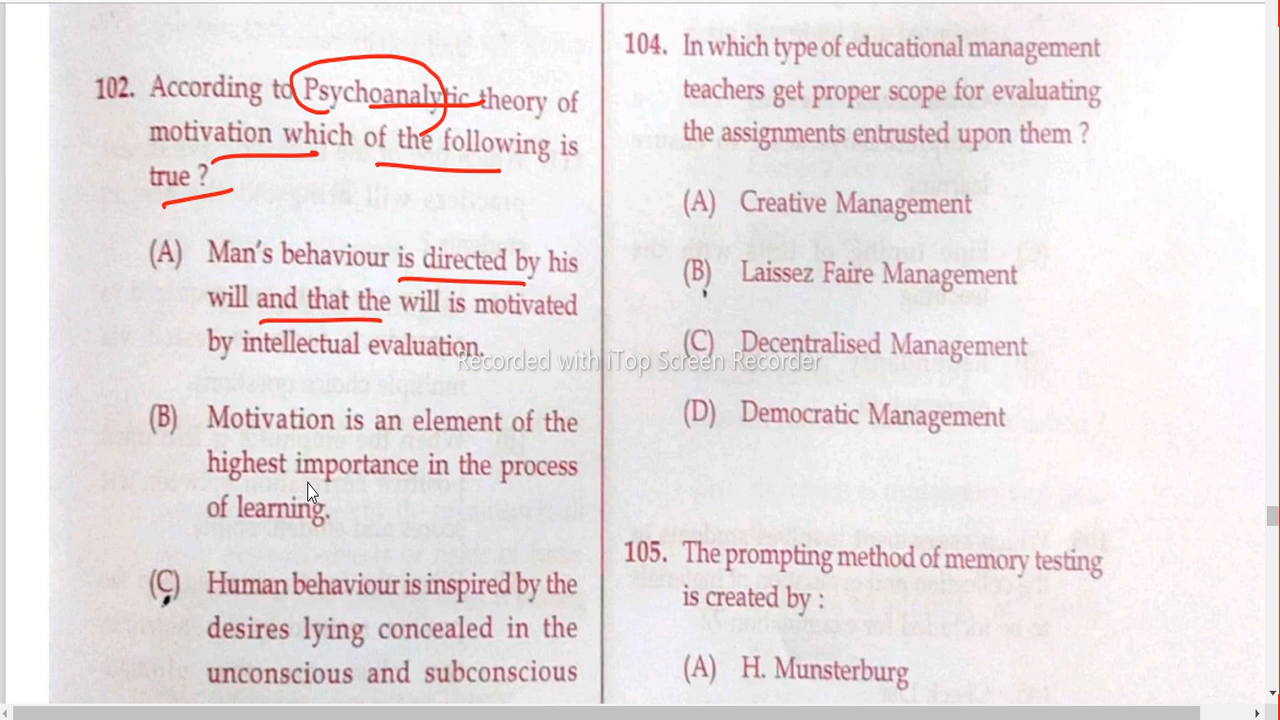 102. According to Psychoanalytic theory of
motivation which of the following is
true ?
(A) Man's behaviour is directed by his
will and that the will is motivated
by intellectual evaluation.
(B) Motivation is an element of the
highest importance in the process
of learning.
(C) Human behaviour is inspired by the
desires lying concealed in the
unconscious and subconscious
104. In which type of educational management
teachers get proper scope for evaluating
the assignments entrusted upon them ?
(A) Creative Management
(B) Laissez Faire Management
(C) Decentralised Management
(D) Democratic Management
105. The prompting method of memory testing
is created by :
(A) H. Munsterburg
Recorded with iTop Screen Recorder